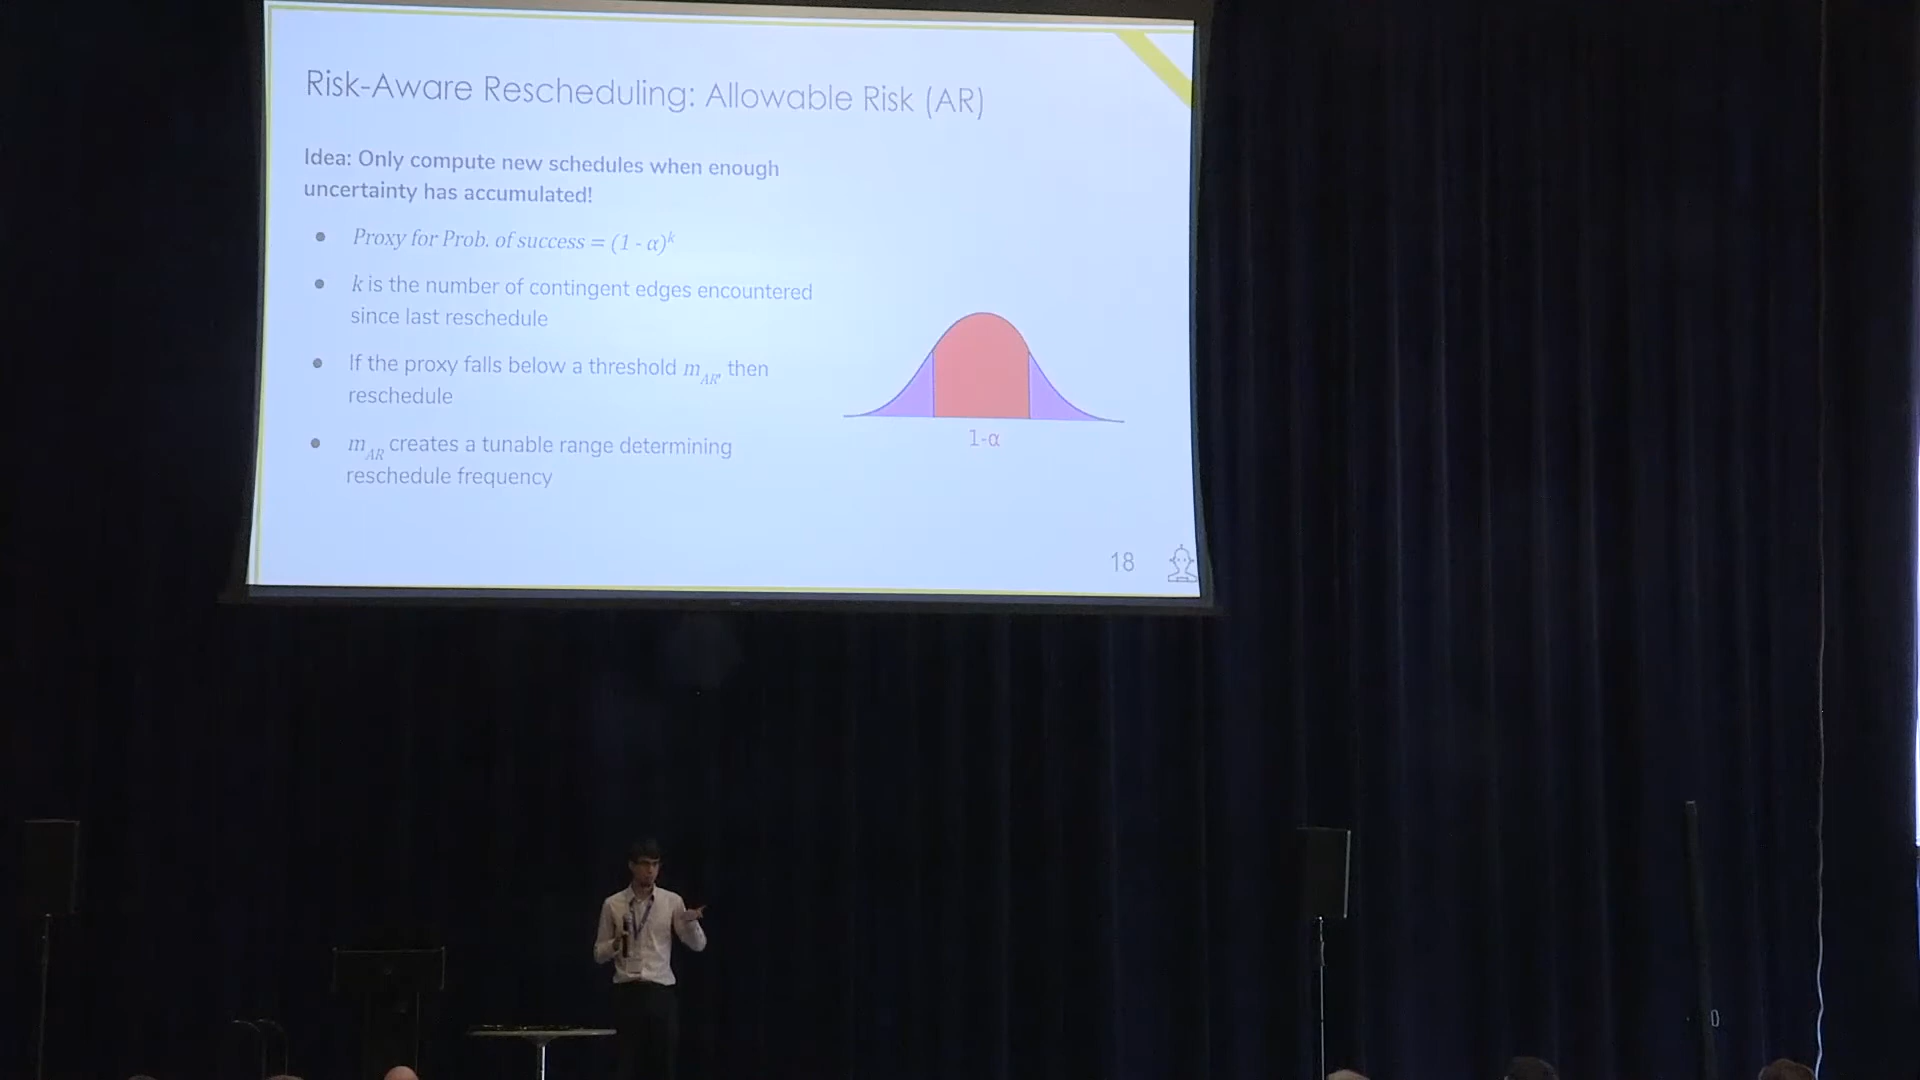 Risk-Aware Rescheduling: Allowable Risk (AR)
Idea: Only compute new schedules when enough
uncertainty has accumulated!
● Proxy for Prob. of success = (1 - α)ᵏ
● k is the number of contingent edges encountered
since last reschedule
● If the proxy falls below a threshold m_AR, then
reschedule
● m_AR creates a tunable range determining
reschedule frequency
1-α
18